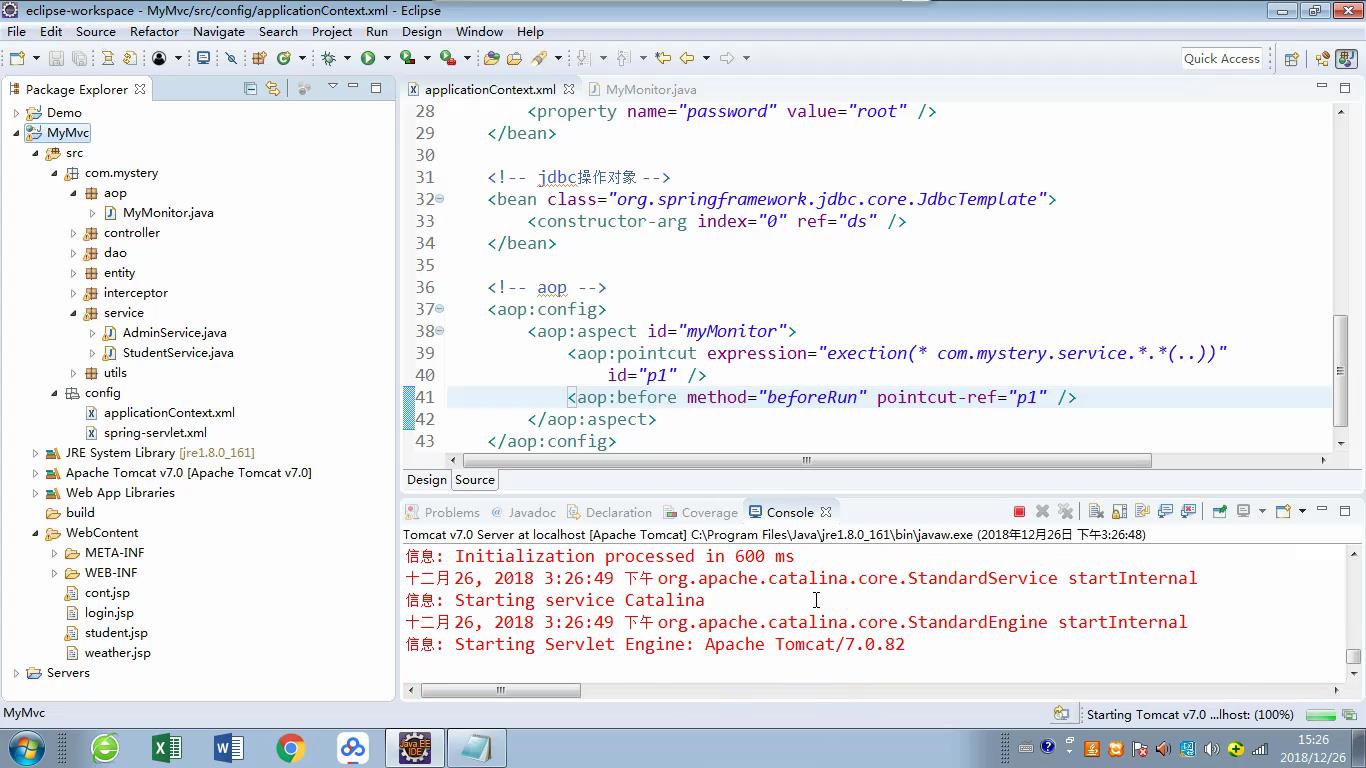 eclipse-workspace - MyMvc/src/config/applicationContext.xml - Eclipse
File Edit Source Refactor Navigate Search Project Run Design Window Help
Quick Access
Package Explorer
Demo
MyMvc
src
com.mystery
aop
MyMonitor.java
controller
dao
entity
interceptor
service
AdminService.java
StudentService.java
utils
config
applicationContext.xml
spring-servlet.xml
JRE System Library [jre1.8.0_161]
Apache Tomcat v7.0 [Apache Tomcat v7.0]
Web App Libraries
build
WebContent
META-INF
WEB-INF
cont.jsp
login.jsp
student.jsp
weather.jsp
Servers
applicationContext.xml MyMonitor.java
28 <property name="password" value="root" />
29 </bean>
30
31 <!-- jdbc操作对象 -->
32 <bean class="org.springframework.jdbc.core.JdbcTemplate">
33 <constructor-arg index="0" ref="ds" />
34 </bean>
35
36 <!-- aop -->
37 <aop:config>
38 <aop:aspect id="myMonitor">
39 <aop:pointcut expression="exection(* com.mystery.service.*.*(..))"
40 id="p1" />
41 <aop:before method="beforeRun" pointcut-ref="p1" />
42 </aop:aspect>
43 </aop:config>
Design Source
Problems Javadoc Declaration Coverage Console
Tomcat v7.0 Server at localhost [Apache Tomcat] C:\Program Files\Java\jre1.8.0_161\bin\javaw.exe (2018年12月26日 下午3:26:48)
信息: Initialization processed in 600 ms
十二月 26, 2018 3:26:49 下午 org.apache.catalina.core.StandardService startInternal
信息: Starting service Catalina
十二月 26, 2018 3:26:49 下午 org.apache.catalina.core.StandardEngine startInternal
信息: Starting Servlet Engine: Apache Tomcat/7.0.82
MyMvc
Starting Tomcat v7.0 ...lhost: (100%)
Java EE
IDE
15:26
2018/12/26